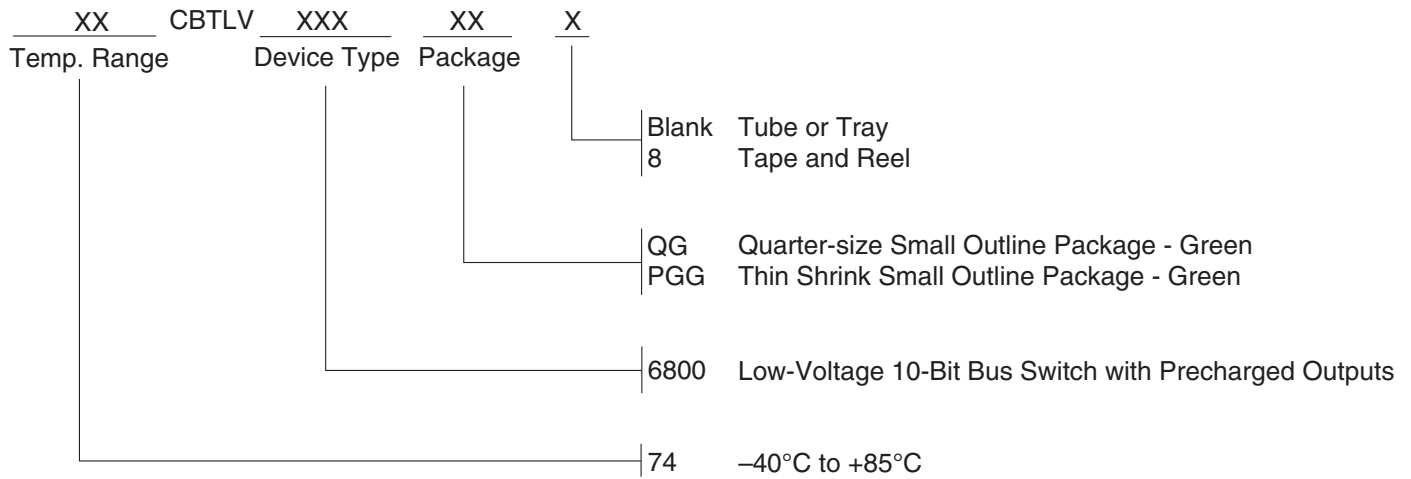 XX CBTLV XXX XX X
Temp. Range Device Type Package
Blank Tube or Tray
8 Tape and Reel
QG Quarter-size Small Outline Package - Green
PGG Thin Shrink Small Outline Package - Green
6800 Low-Voltage 10-Bit Bus Switch with Precharged Outputs
74 –40°C to +85°C